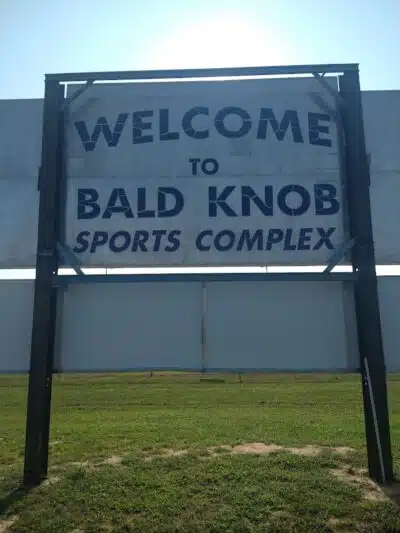 WELCOME
TO
BALD KNOB
SPORTS COMPLEX